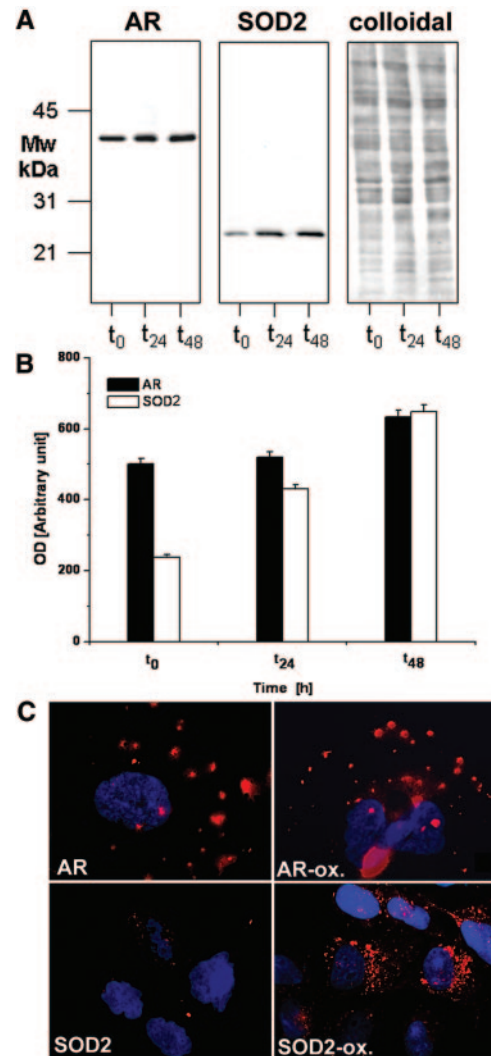 A
AR SOD2 colloidal
45
Mw
kDa
31
21
t0 t24 t48 t0 t24 t48 t0 t24 t48
B
800
AR
SOD2
600
400
200
0
OD [Arbitrary unit]
t0 t24 t48
Time [h]
C
AR AR-ox.
SOD2 SOD2-ox.